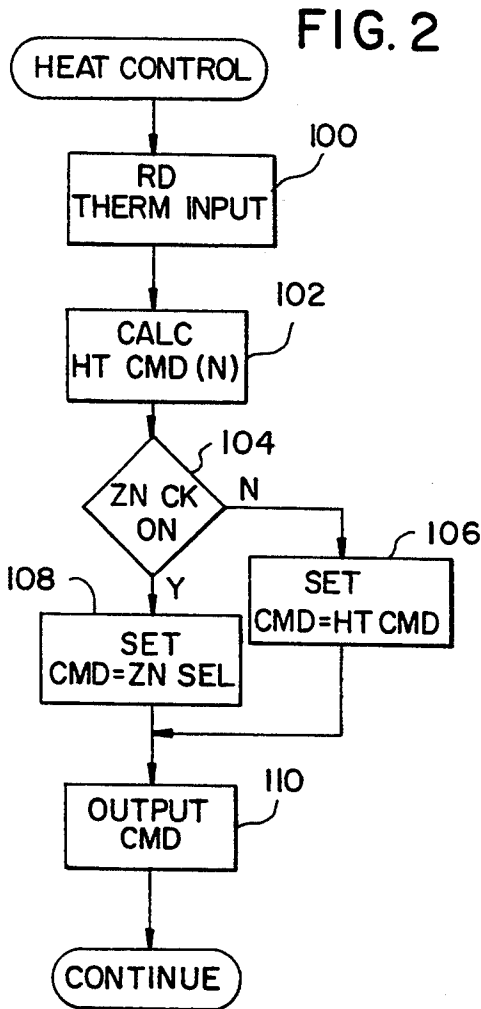 FIG. 2
HEAT CONTROL
100
RD
THERM INPUT
102
CALC
HT CMD (N)
104
ZN CK
ON
N
Y
106
SET
CMD=HT CMD
108
SET
CMD=ZN SEL
110
OUTPUT
CMD
CONTINUE